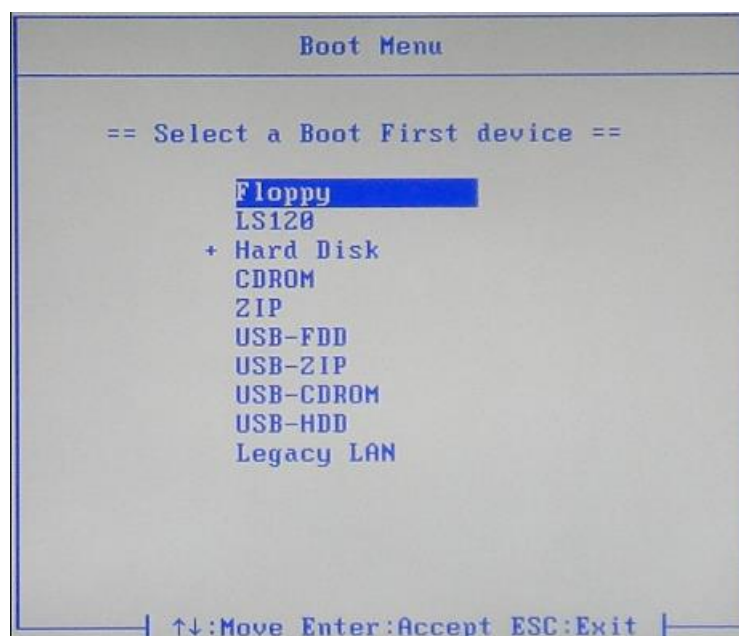 Boot Menu
== Select a Boot First device ==
Floppy
LS120
+ Hard Disk
CDROM
ZIP
USB-FDD
USB-ZIP
USB-CDROM
USB-HDD
Legacy LAN
↑↓:Move Enter:Accept ESC:Exit